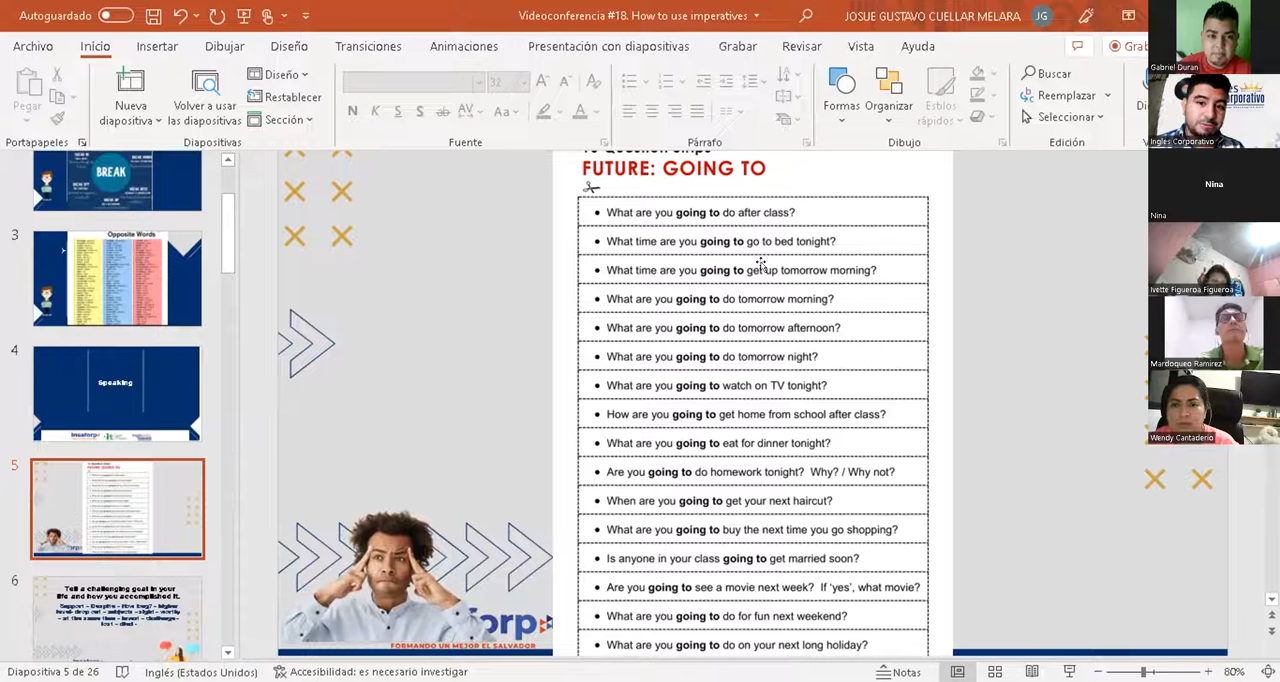 Autoguardado
Videoconferencia #18. How to use imperatives
JOSUE GUSTAVO CUELLAR MELARA JG
Archivo Inicio Insertar Dibujar Diseño Transiciones Animaciones Presentación con diapositivas Grabar Revisar Vista Ayuda
Pegar
Nueva diapositiva
Volver a usar las diapositivas
Diseño
Restablecer
Sección
32
N K S S ab AV Aa A
Formas Organizar Estilos rápidos
Buscar
Reemplazar
Seleccionar
Portapapeles Diapositivas Fuente Párrafo Dibujo Edición
BREAK
3
Opposite Words
4
Speaking
5
FUTURE: GOING TO
6
Tell a challenging goal in your
life and how you accomplished it.
FUTURE: GOING TO
• What are you going to do after class?
• What time are you going to go to bed tonight?
• What time are you going to get up tomorrow morning?
• What are you going to do tomorrow morning?
• What are you going to do tomorrow afternoon?
• What are you going to do tomorrow night?
• What are you going to watch on TV tonight?
• How are you going to get home from school after class?
• What are you going to eat for dinner tonight?
• Are you going to do homework tonight? Why? / Why not?
• When are you going to get your next haircut?
• What are you going to buy the next time you go shopping?
• Is anyone in your class going to get married soon?
• Are you going to see a movie next week? If 'yes', what movie?
• What are you going to do for fun next weekend?
• What are you going to do on your next long holiday?
FORMANDO UN MEJOR EL SALVADOR
Gabriel Duran
Ingles Corporativo
Nina
Nina
Ivette Figueroa Figueroa
Mardoqueo Ramirez
Wendy Cantaderio
Diapositiva 5 de 26
Inglés (Estados Unidos)
Accesibilidad: es necesario investigar
Notas
80%